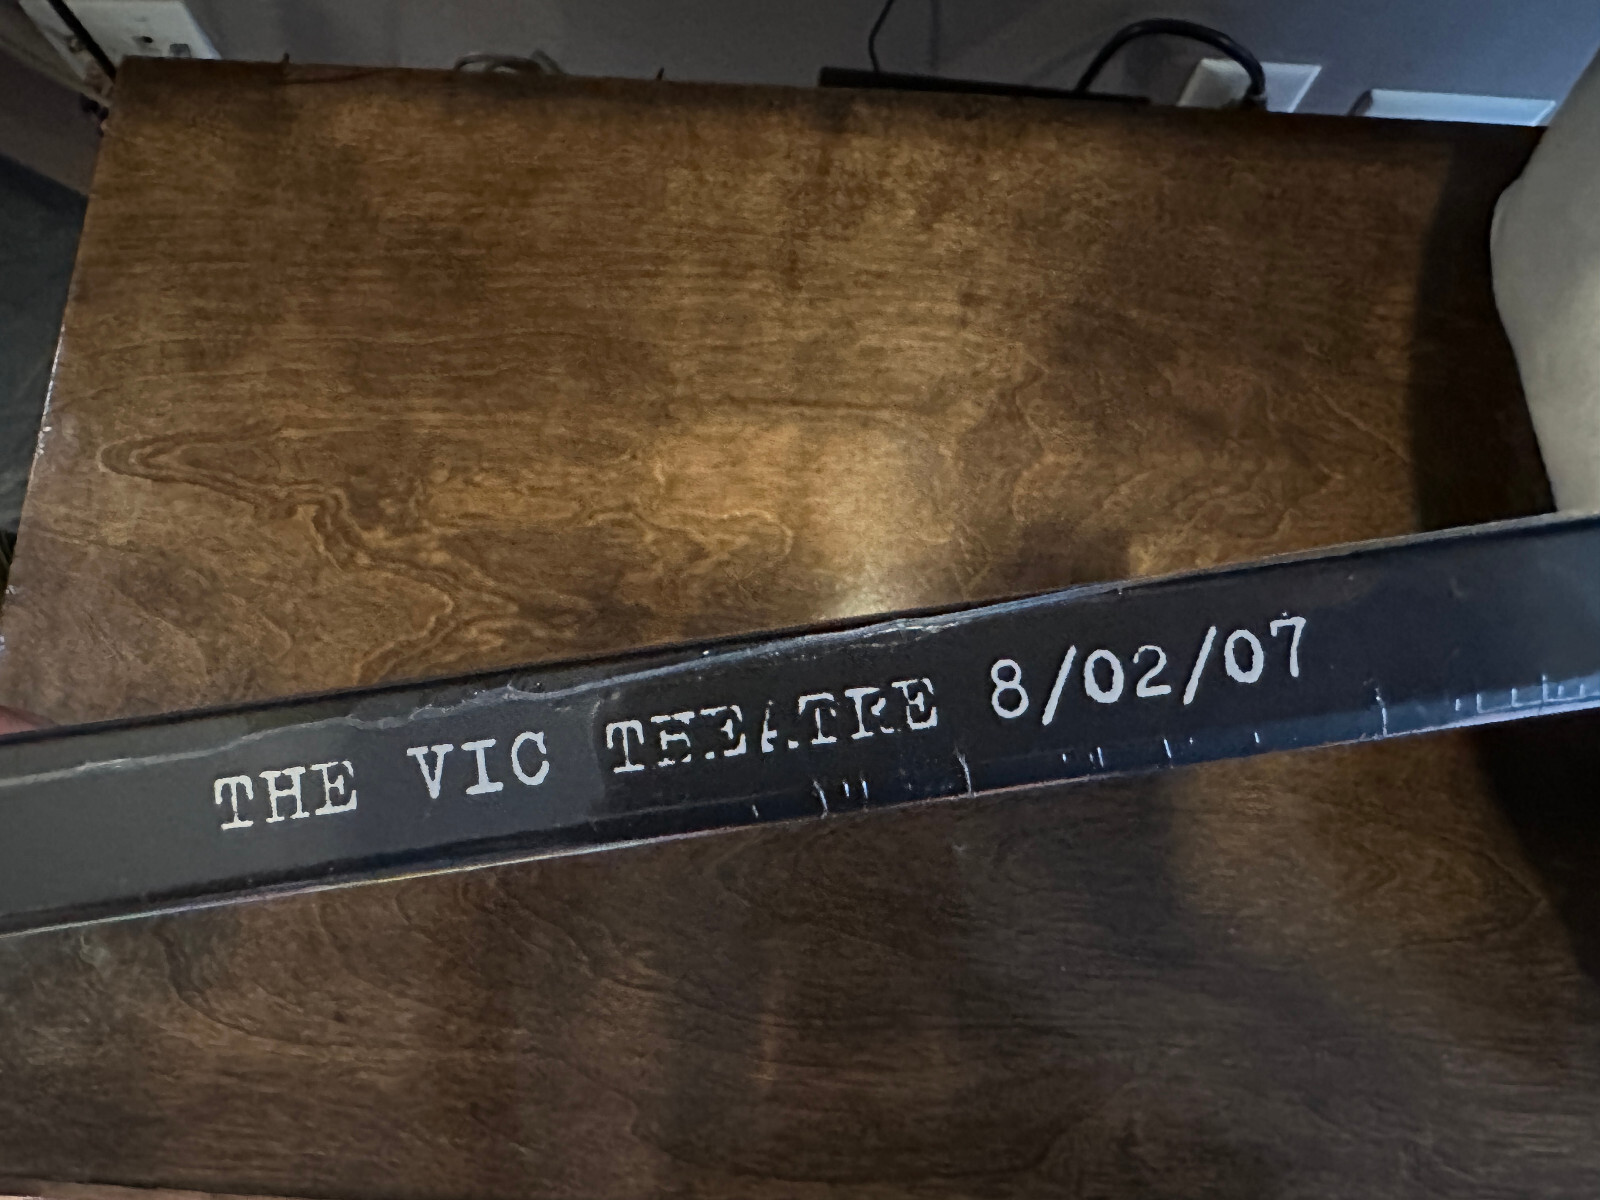 THE VIC THEATRE 8/02/07